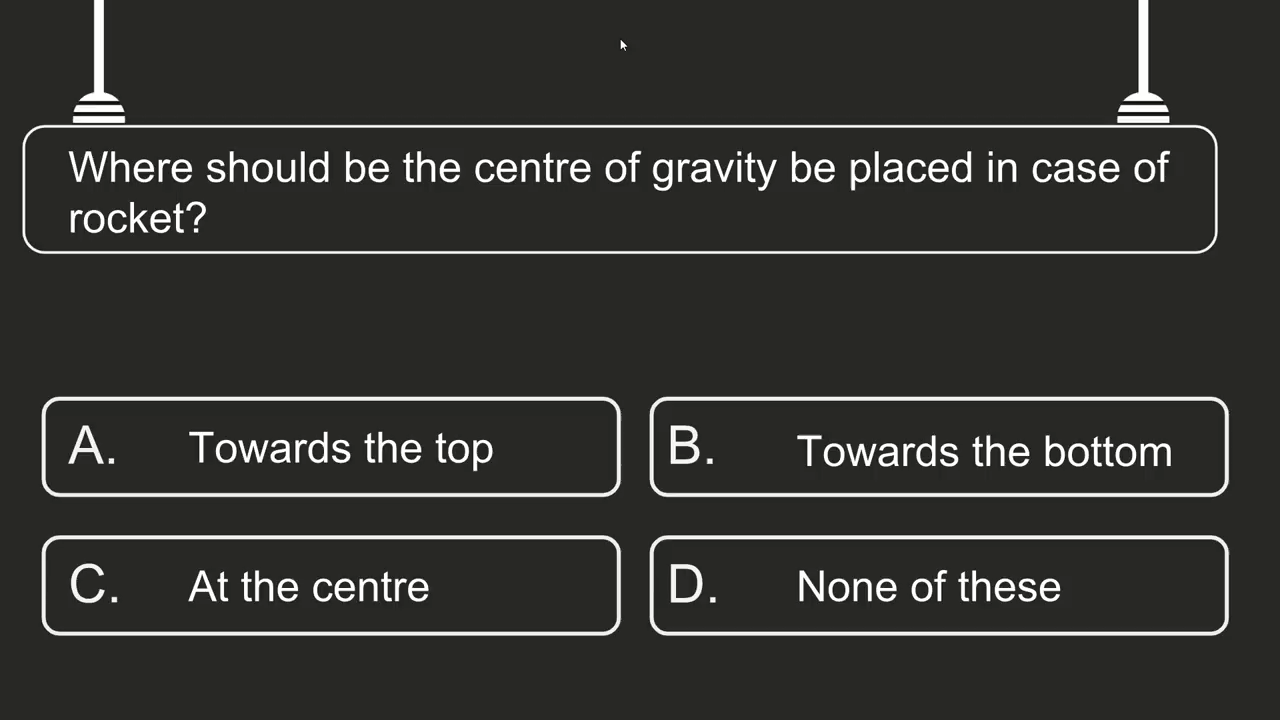 Where should be the centre of gravity be placed in case of
rocket?
A. Towards the top
B. Towards the bottom
C. At the centre
D. None of these